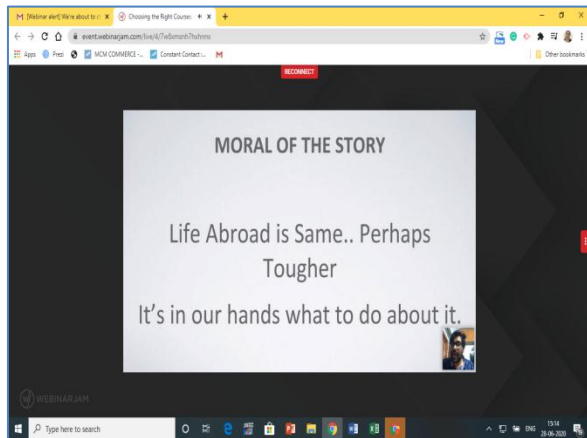 [Webinar alert] We're about to
Choosing the Right Course:
event.webinarjam.com/live/4/
Apps
Prezi
MCM COMMERCE -...
Constant Contact :...
Other bookmarks
RECONNECT
MORAL OF THE STORY
Life Abroad is Same.. Perhaps
Tougher
It's in our hands what to do about it.
WEBINARJAM
Type here to search
ENG
15:14
28-06-2020